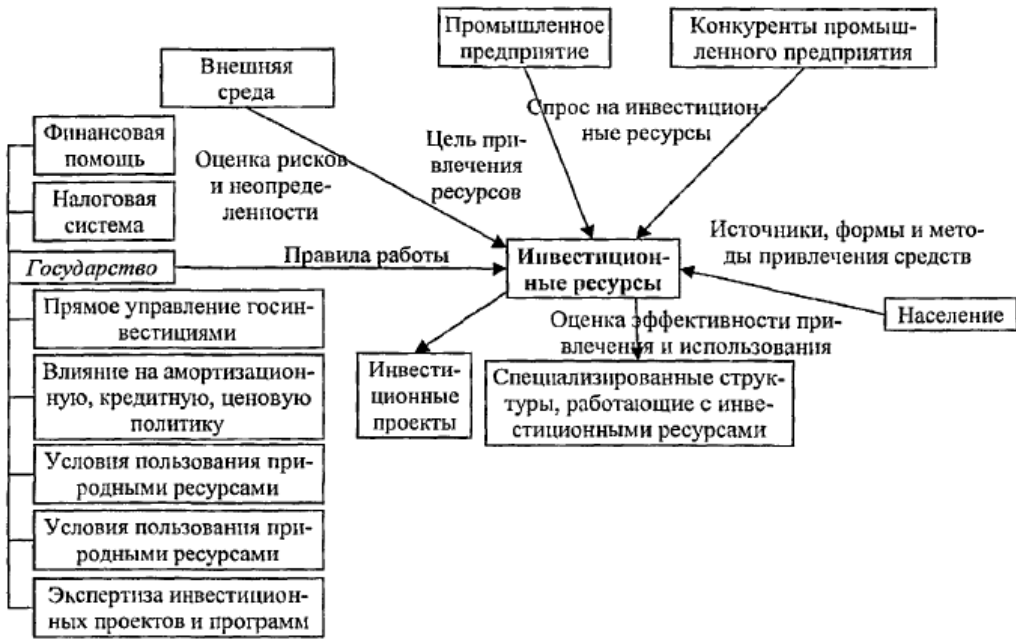 Промышленное
предприятие
Конкуренты промыш-
ленного предприятия
Внешняя
среда
Спрос на инвестицион-
ные ресурсы
Финансовая
помощь
Цель при-
влечения
ресурсов
Оценка рисков
и неопреде-
ленности
Налоговая
система
Источники, формы и мето-
ды привлечения средств
Государство
Правила работы
Инвестицион-
ные ресурсы
Прямое управление госин-
вестициями
Население
Оценка эффективности при-
влечения и использования
Влияние на амортизацион-
ную, кредитную, ценовую
политику
Инвести-
ционные
проекты
Специализированные струк-
туры, работающие с инве-
стиционными ресурсами
Условия пользования при-
родными ресурсами
Условия пользования при-
родными ресурсами
Экспертиза инвестицион-
ных проектов и программ